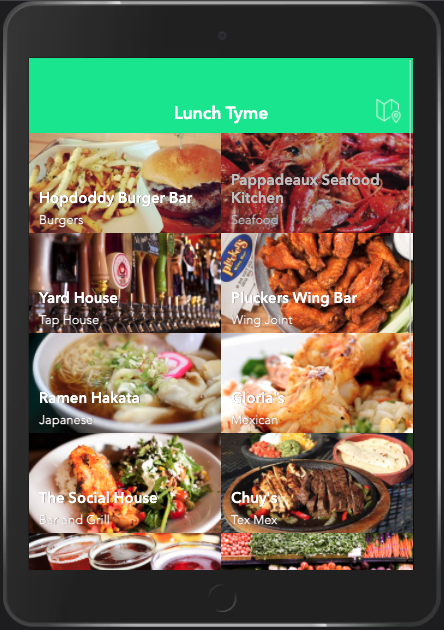 Lunch Tyme
Hopdoddy Burger Bar
Burgers
Pappadeaux Seafood
Kitchen
Seafood
Yard House
Tap House
pluckers
Pluckers Wing Bar
Wing Joint
Ramen Hakata
Japanese
Gloria's
Mexican
The Social House
Bar and Grill
Chuy's
Tex Mex